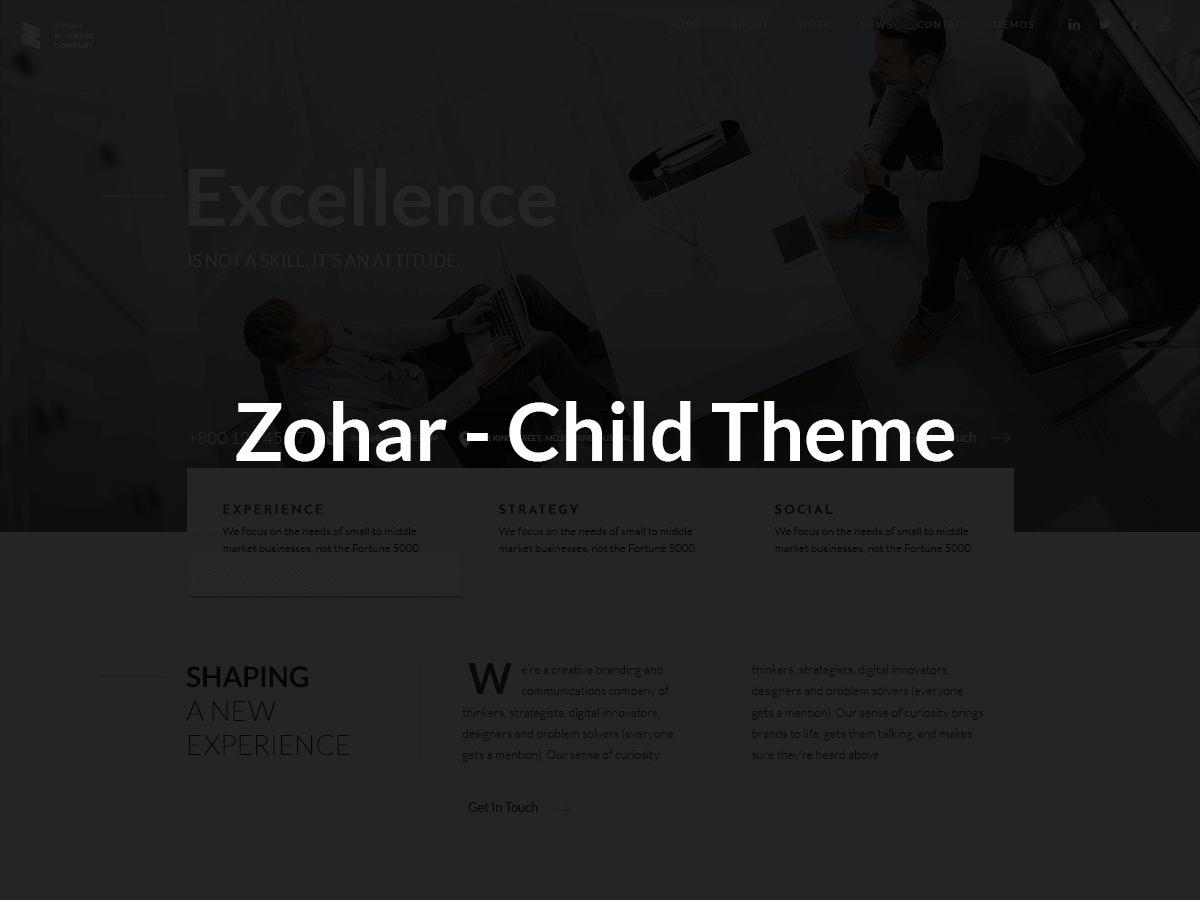 ZOHAR
BUSINESS
COMPANY
HOME ABOUT WORK NEWS CONTACT DEMOS
Excellence
IS NOT A SKILL, IT'S AN ATTITUDE.
Zohar - Child Theme
EXPERIENCE
We focus on the needs of small to middle
market businesses, not the Fortune 5000.
STRATEGY
We focus on the needs of small to middle
market businesses, not the Fortune 5000.
SOCIAL
We focus on the needs of small to middle
market businesses, not the Fortune 5000.
SHAPING
A NEW
EXPERIENCE
We're a creative branding and
communications company of
thinkers, strategists, digital innovators,
designers and problem solvers (everyone
gets a mention). Our sense of curiosity
thinkers, strategists, digital innovators,
designers and problem solvers (everyone
gets a mention). Our sense of curiosity brings
brands to life, gets them talking, and makes
sure they're heard above.
Get In Touch